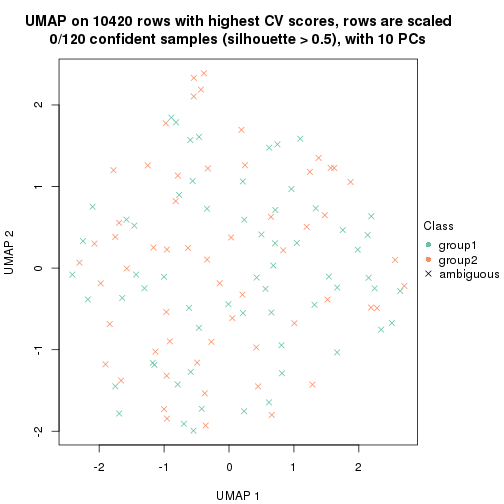 UMAP on 10420 rows with highest CV scores, rows are scaled
0/120 confident samples (silhouette > 0.5), with 10 PCs
2
1
0
-1
-2
UMAP 2
-2
-1
0
1
2
UMAP 1
Class
group1
group2
ambiguous